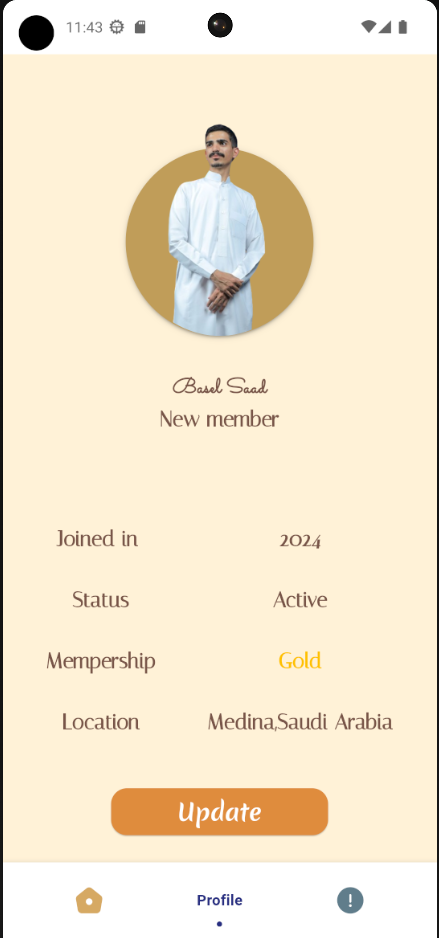 11:43
Basel Saad
New member
Joined in 2024
Status Active
Mempership Gold
Location Medina,Saudi Arabia
Update
Profile